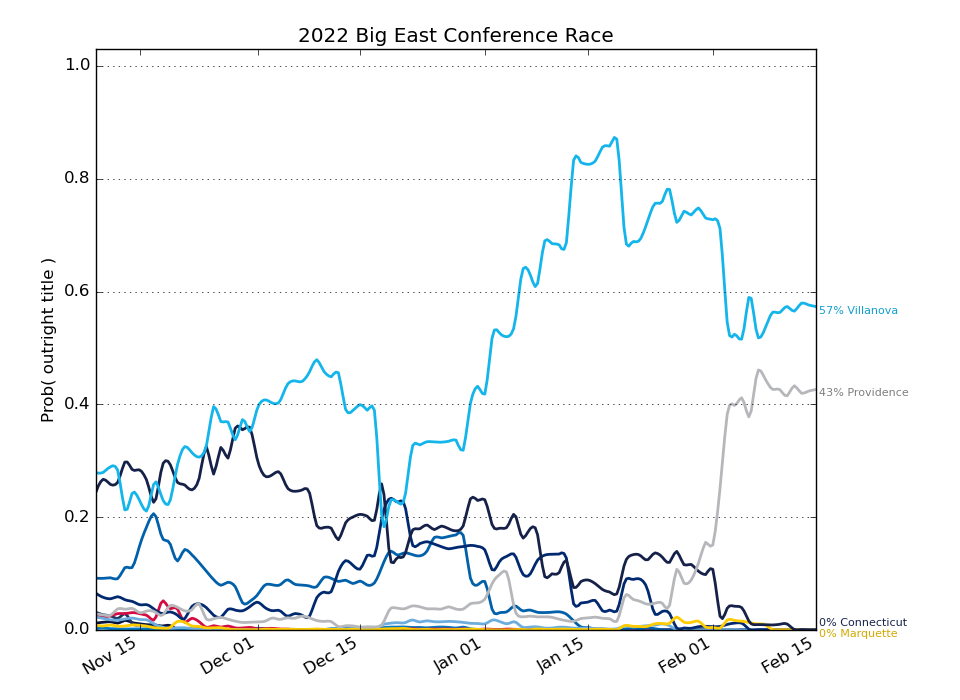 2022 Big East Conference Race
Prob( outright title )
1.0
0.8
0.6
0.4
0.2
0.0
57% Villanova
43% Providence
0% Connecticut
0% Marquette
Nov 15
Dec 01
Dec 15
Jan 01
Jan 15
Feb 01
Feb 15